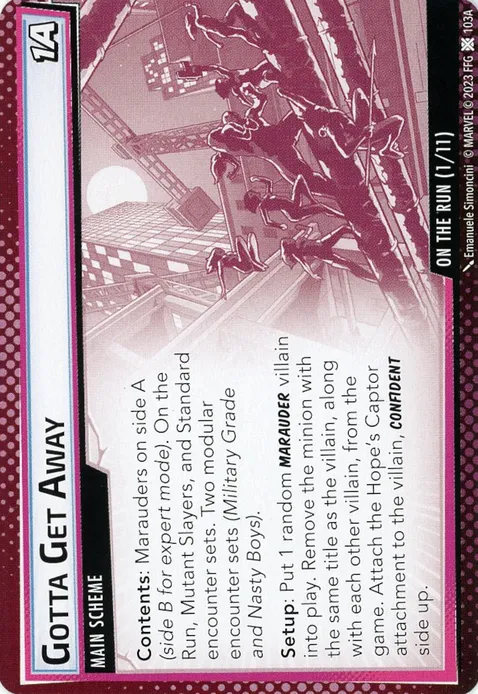 GOTTA GET AWAY
1A
MAIN SCHEME
Contents: Marauders on side A
(side B for expert mode). On the
Run, Mutant Slayers, and Standard
encounter sets. Two modular
encounter sets (Military Grade
and Nasty Boys).
Setup: Put 1 random MARAUDER villain
into play. Remove the minion with
the same title as the villain, along
with each other villain, from the
game. Attach the Hope's Captor
attachment to the villain, CONFIDENT
side up.
ON THE RUN (1/11)
Emanuele Simoncini © MARVEL © 2023 FFG 103A